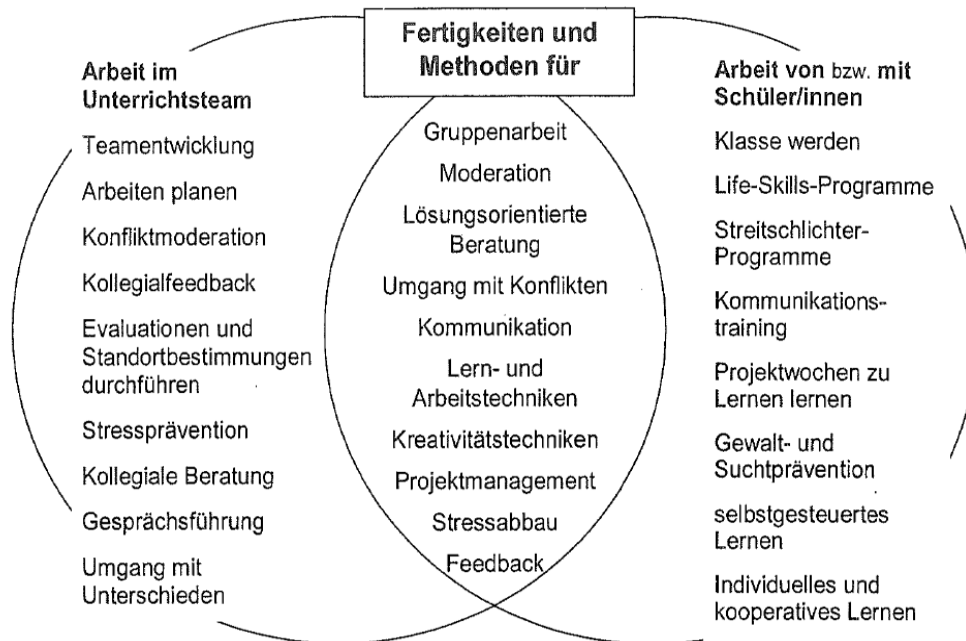 Fertigkeiten und
Methoden für
Arbeit im
Unterrichtsteam
Teamentwicklung
Arbeiten planen
Konfliktmoderation
Kollegialfeedback
Evaluationen und
Standortbestimmungen
durchführen
Stressprävention
Kollegiale Beratung
Gesprächsführung
Umgang mit
Unterschieden
Gruppenarbeit
Moderation
Lösungsorientierte
Beratung
Umgang mit Konflikten
Kommunikation
Lern- und
Arbeitstechniken
Kreativitätstechniken
Projektmanagement
Stressabbau
Feedback
Arbeit von bzw. mit
Schüler/innen
Klasse werden
Life-Skills-Programme
Streitschlichter-
Programme
Kommunikations-
training
Projektwochen zu
Lernen lernen
Gewalt- und
Suchtprävention
selbstgesteuertes
Lernen
Individuelles und
kooperatives Lernen